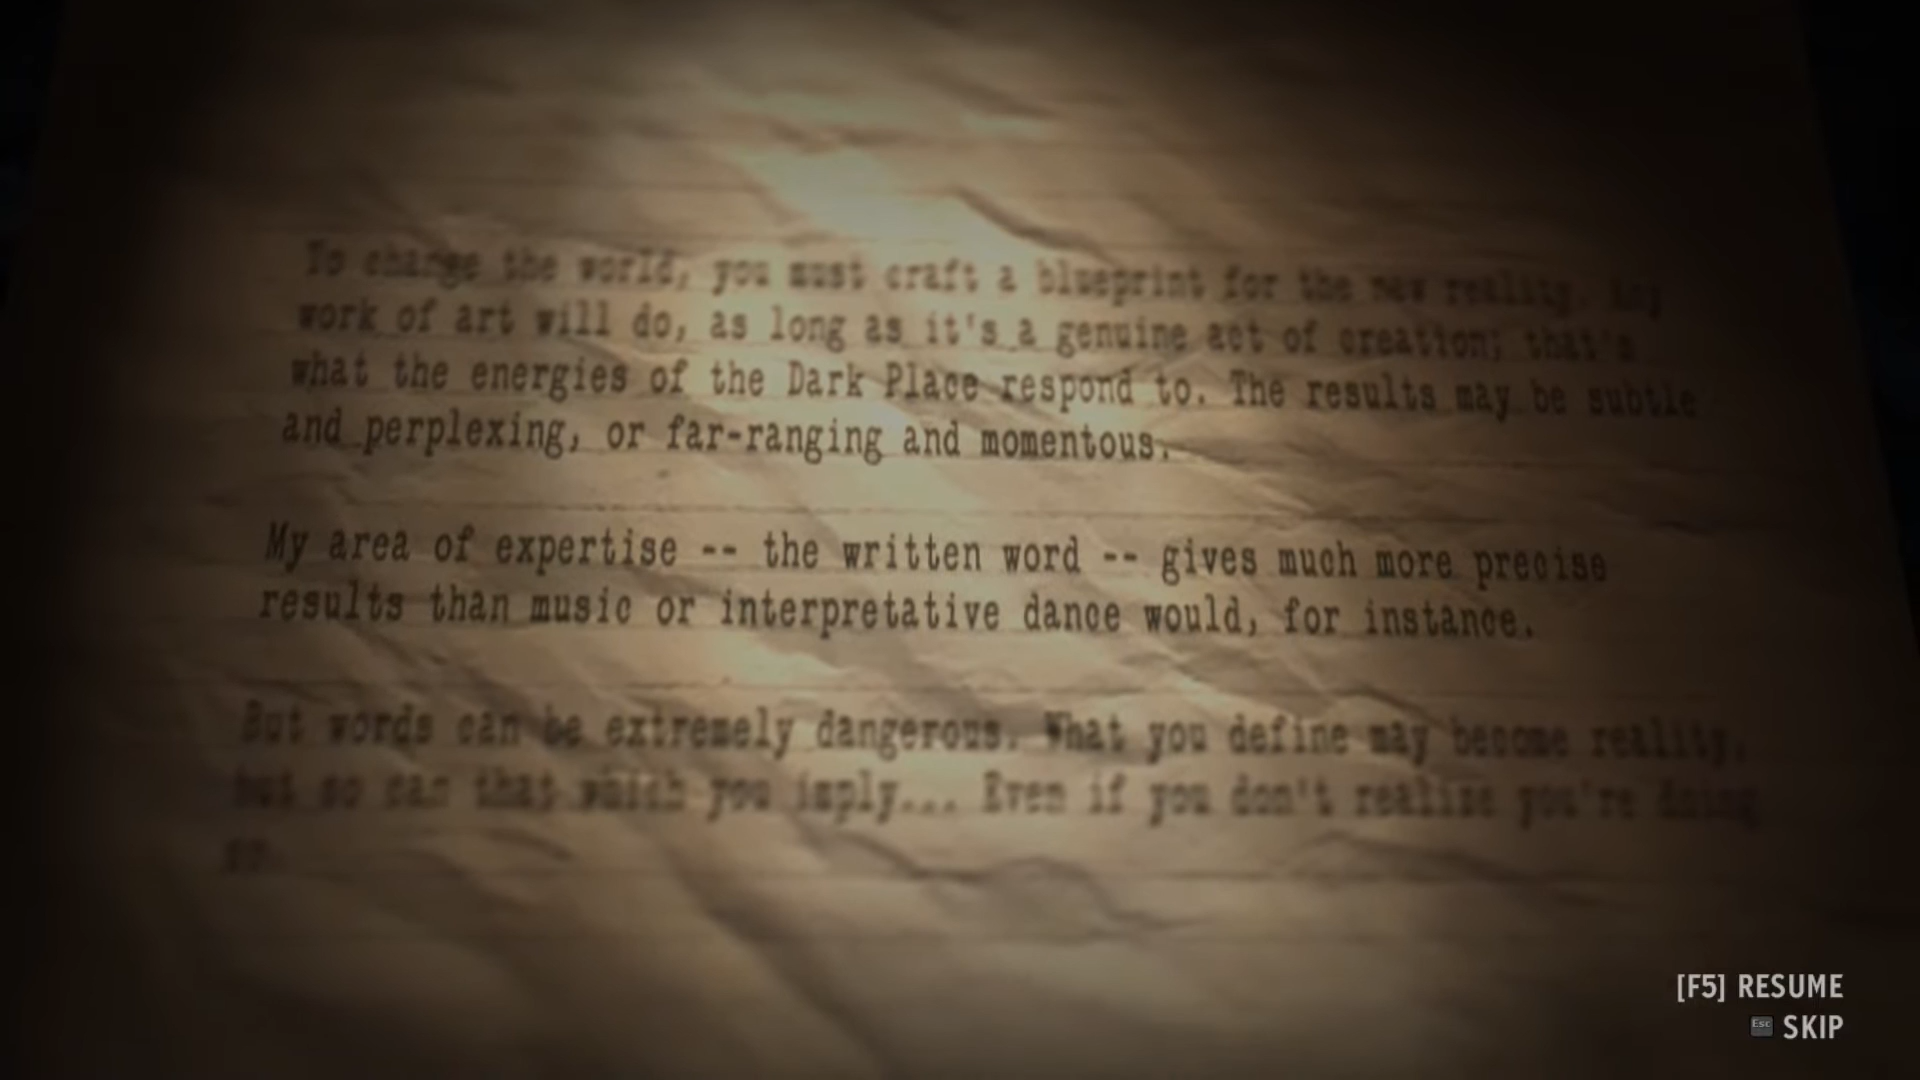 To change the world, you must craft a blueprint for the new reality. Any
work of art will do, as long as it's a genuine act of creation; that's
what the energies of the Dark Place respond to. The results may be subtle
and perplexing, or far-ranging and momentous.
My area of expertise -- the written word -- gives much more precise
results than music or interpretative dance would, for instance.
But words can be extremely dangerous. What you define may become reality,
but so can that which you imply... Even if you don't realize you're doing
so.
[F5] RESUME
Esc SKIP